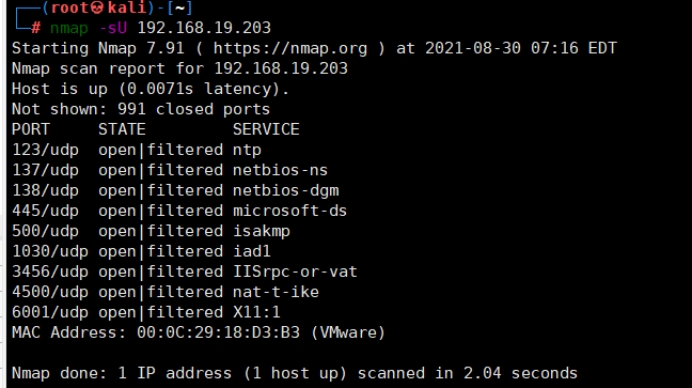 ┌──(root💀kali)-[~]
└─# nmap -sU 192.168.19.203
Starting Nmap 7.91 ( https://nmap.org ) at 2021-08-30 07:16 EDT
Nmap scan report for 192.168.19.203
Host is up (0.0071s latency).
Not shown: 991 closed ports
PORT     STATE         SERVICE
123/udp  open|filtered ntp
137/udp  open|filtered netbios-ns
138/udp  open|filtered netbios-dgm
445/udp  open|filtered microsoft-ds
500/udp  open|filtered isakmp
1030/udp open|filtered iad1
3456/udp open|filtered IISrpc-or-vat
4500/udp open|filtered nat-t-ike
6001/udp open|filtered X11:1
MAC Address: 00:0C:29:18:D3:B3 (VMware)

Nmap done: 1 IP address (1 host up) scanned in 2.04 seconds